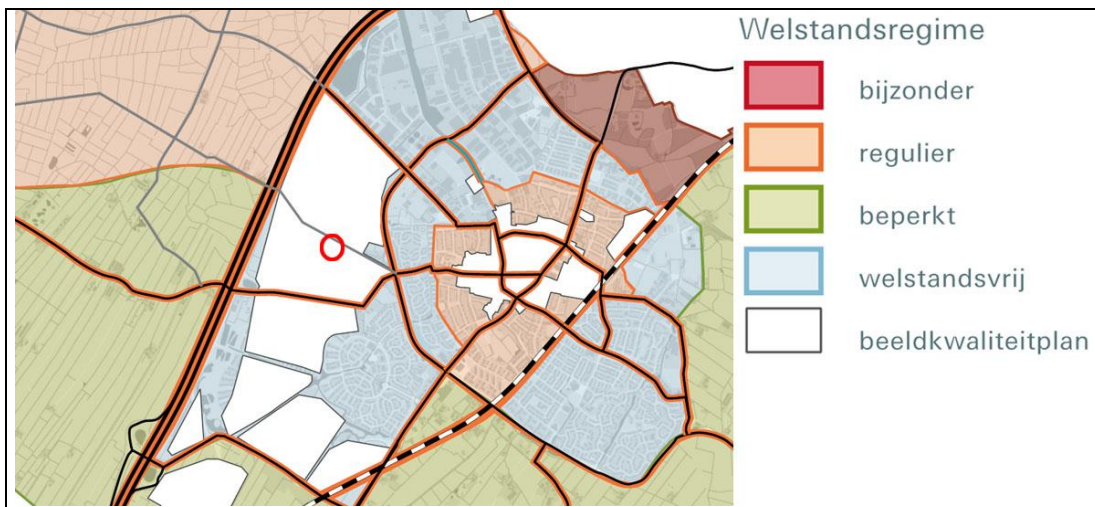 Welstandsregime
bijzonder
regulier
beperkt
welstandsvrij
beeldkwaliteitplan